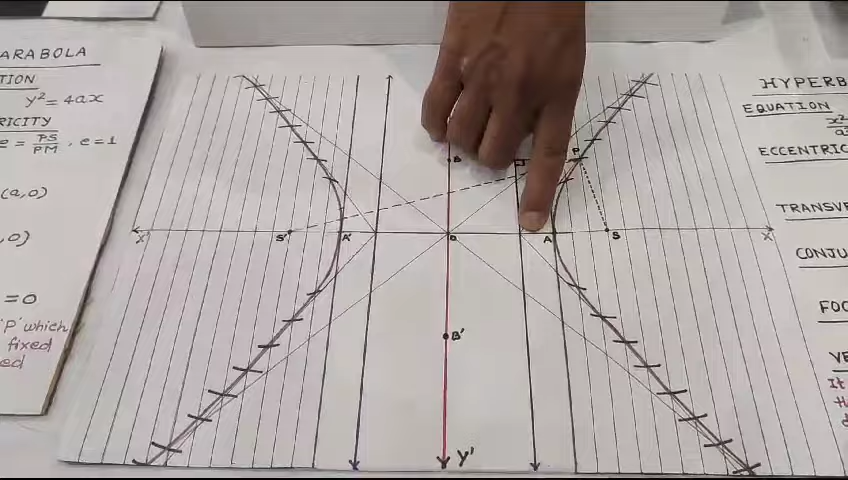 ARABOLA
TION
y² = 4ax
RICITY
e = PS/PM , e = 1
(a,0)
,0)
= 0
'P' which
fixed
ed
B
P
X'
S'
A'
O
A
S
X
B'
Y'
HYPERB
EQUATION
x²
ECCENTRIC
TRANSVE
CONJU
FOC
VE
It